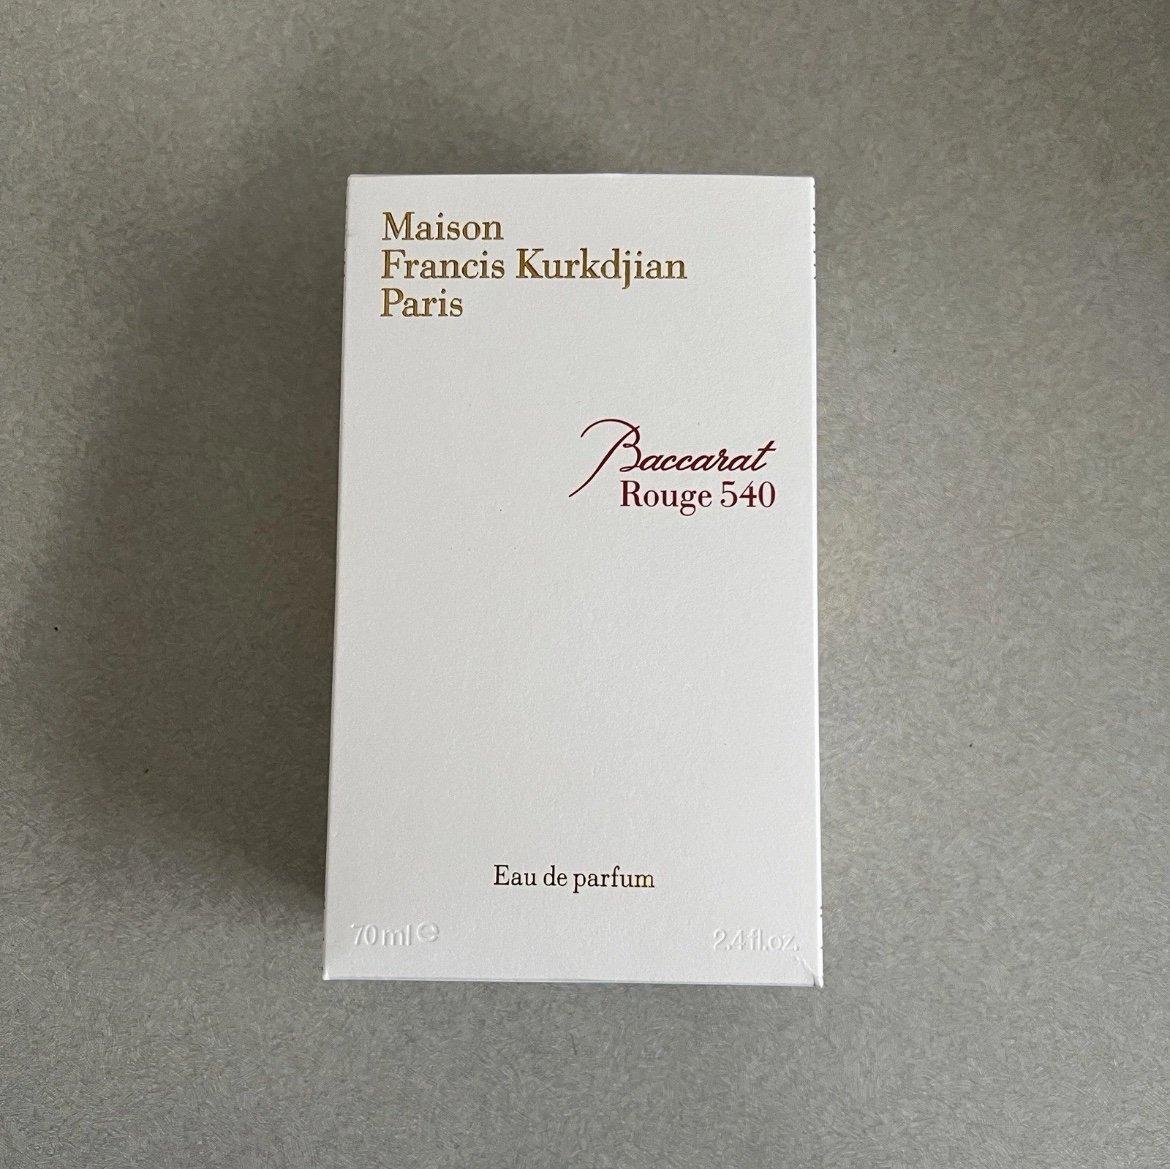 Maison
Francis Kurkdjian
Paris
Baccarat
Rouge 540
Eau de parfum
70 ml ℮
2.4 fl.oz.